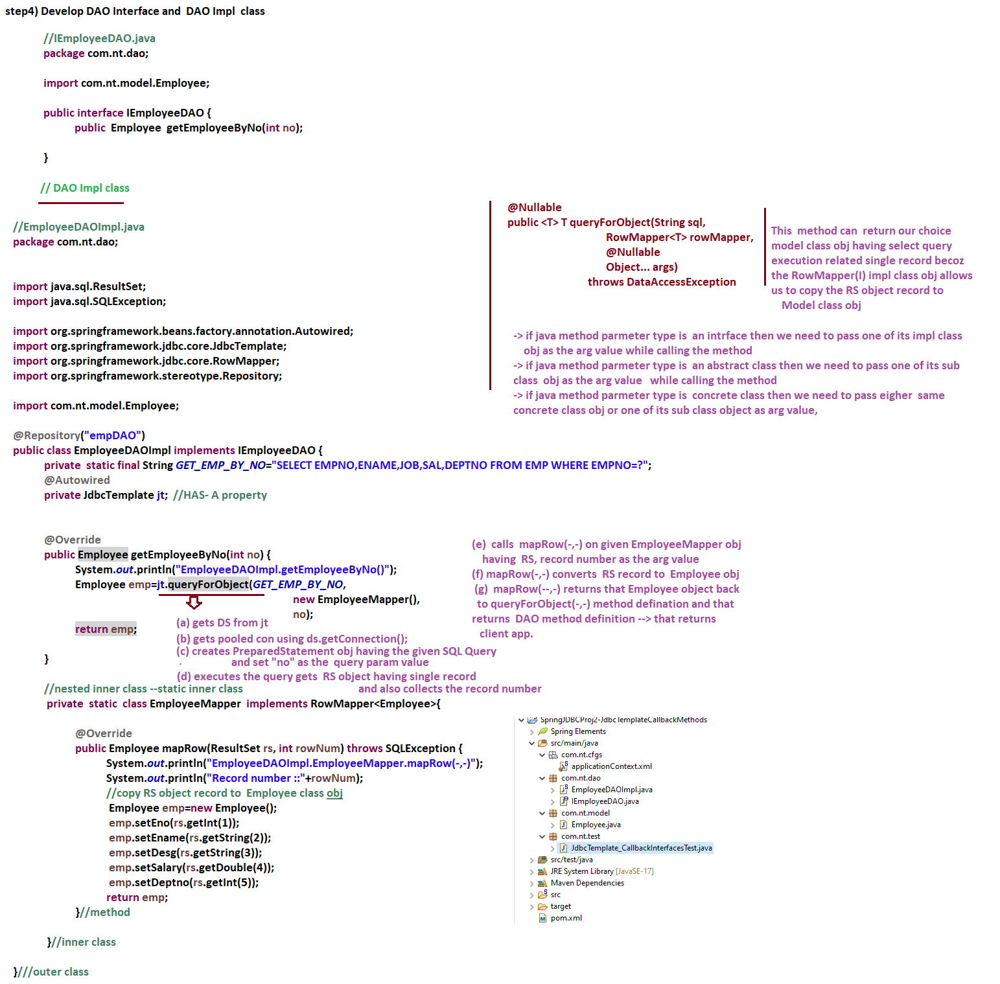 step4) Develop DAO Interface and  DAO Impl  class
//IEmployeeDAO.java
package com.nt.dao;
import com.nt.model.Employee;
public interface IEmployeeDAO {
public  Employee  getEmployeeByNo(int no);
}
// DAO Impl class
//EmployeeDAOImpl.java
package com.nt.dao;
import java.sql.ResultSet;
import java.sql.SQLException;
import org.springframework.beans.factory.annotation.Autowired;
import org.springframework.jdbc.core.JdbcTemplate;
import org.springframework.jdbc.core.RowMapper;
import org.springframework.stereotype.Repository;
import com.nt.model.Employee;
@Nullable
public <T> T queryForObject(String sql,
RowMapper<T> rowMapper,
@Nullable
Object... args)
throws DataAccessException
This  method can  return our choice
model class obj having select query
execution related single record becoz
the RowMapper(I) impl class obj allows
us to copy the RS object record to
Model class obj
-> if java method parmeter type is  an intrface then we need to pass one of its impl class
obj as the arg value while calling the method
-> if java method parmeter type is  an abstract class then we need to pass one of its sub
class  obj as the arg value   while calling the method
-> if java method parmeter type is  concrete class then we need to pass eigher  same
concrete class obj or one of its sub class object as arg value,
@Repository("empDAO")
public class EmployeeDAOImpl implements IEmployeeDAO {
private  static final String GET_EMP_BY_NO="SELECT EMPNO,ENAME,JOB,SAL,DEPTNO FROM EMP WHERE EMPNO=?";
@Autowired
private JdbcTemplate jt;  //HAS- A property
@Override
public Employee getEmployeeByNo(int no) {
System.out.println("EmployeeDAOImpl.getEmployeeByNo()");
Employee emp=jt.queryForObject(GET_EMP_BY_NO,
new EmployeeMapper(),
no);
return emp;
}
(a) gets DS from jt
(b) gets pooled con using ds.getConnection();
(c) creates PreparedStatement obj having the given SQL Query
and set "no" as the  query param value
(d) executes the query gets  RS object having single record
and also collects the record number
(e)  calls  mapRow(-,-) on given EmployeeMapper obj
having  RS, record number as the arg value
(f) mapRow(-,-) converts  RS record to  Employee obj
(g)  mapRow(--,-) returns that Employee object back
to queryForObject(-,-) method defination and that
returns  DAO method definition --> that returns
client app.
//nested inner class --static inner class
private  static  class EmployeeMapper  implements RowMapper<Employee>{
@Override
public Employee mapRow(ResultSet rs, int rowNum) throws SQLException {
System.out.println("EmployeeDAOImpl.EmployeeMapper.mapRow(-,-)");
System.out.println("Record number ::"+rowNum);
//copy RS object record to  Employee class obj
Employee emp=new Employee();
emp.setEno(rs.getInt(1));
emp.setEname(rs.getString(2));
emp.setDesg(rs.getString(3));
emp.setSalary(rs.getDouble(4));
emp.setDeptno(rs.getInt(5));
return emp;
}//method
}//inner class
}///outer class
SpringJDBCProj2-JdbcTemplateCallbackMethods
Spring Elements
src/main/java
com.nt.cfgs
applicationContext.xml
com.nt.dao
EmployeeDAOImpl.java
IEmployeeDAO.java
com.nt.model
Employee.java
com.nt.test
JdbcTemplate_CallbackInterfacesTest.java
src/test/java
JRE System Library [JavaSE-17]
Maven Dependencies
src
target
pom.xml